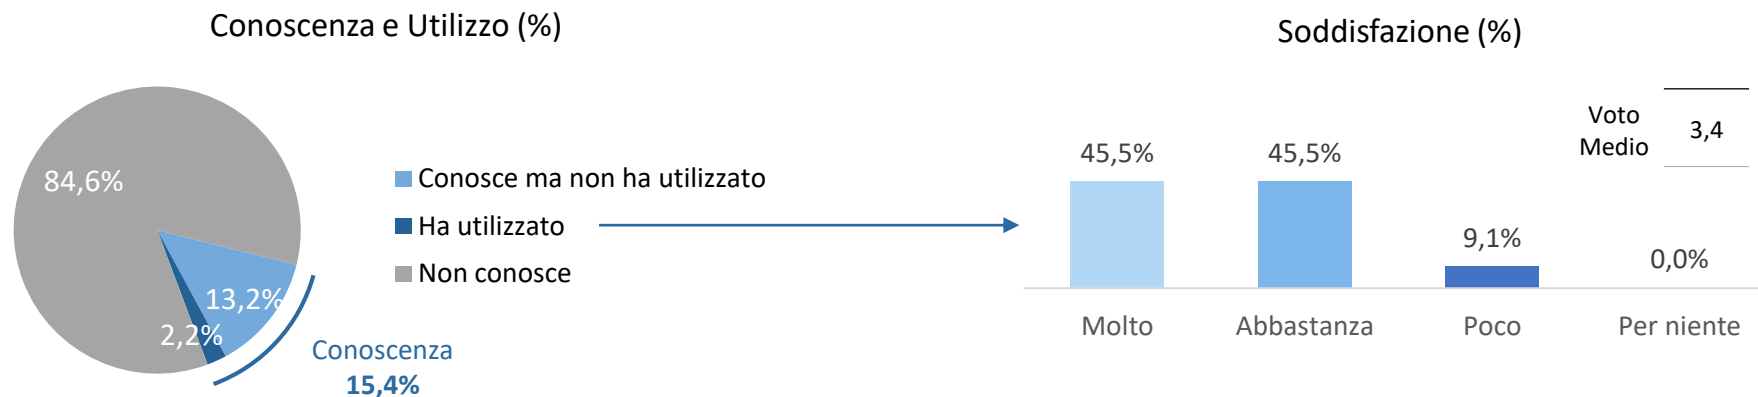 Conoscenza e Utilizzo (%)
84,6%
13,2%
2,2%
Conosce ma non ha utilizzato
Ha utilizzato
Non conosce
Conoscenza
15,4%
Soddisfazione (%)
Voto
Medio
3,4
45,5%
45,5%
9,1%
0,0%
Molto
Abbastanza
Poco
Per niente